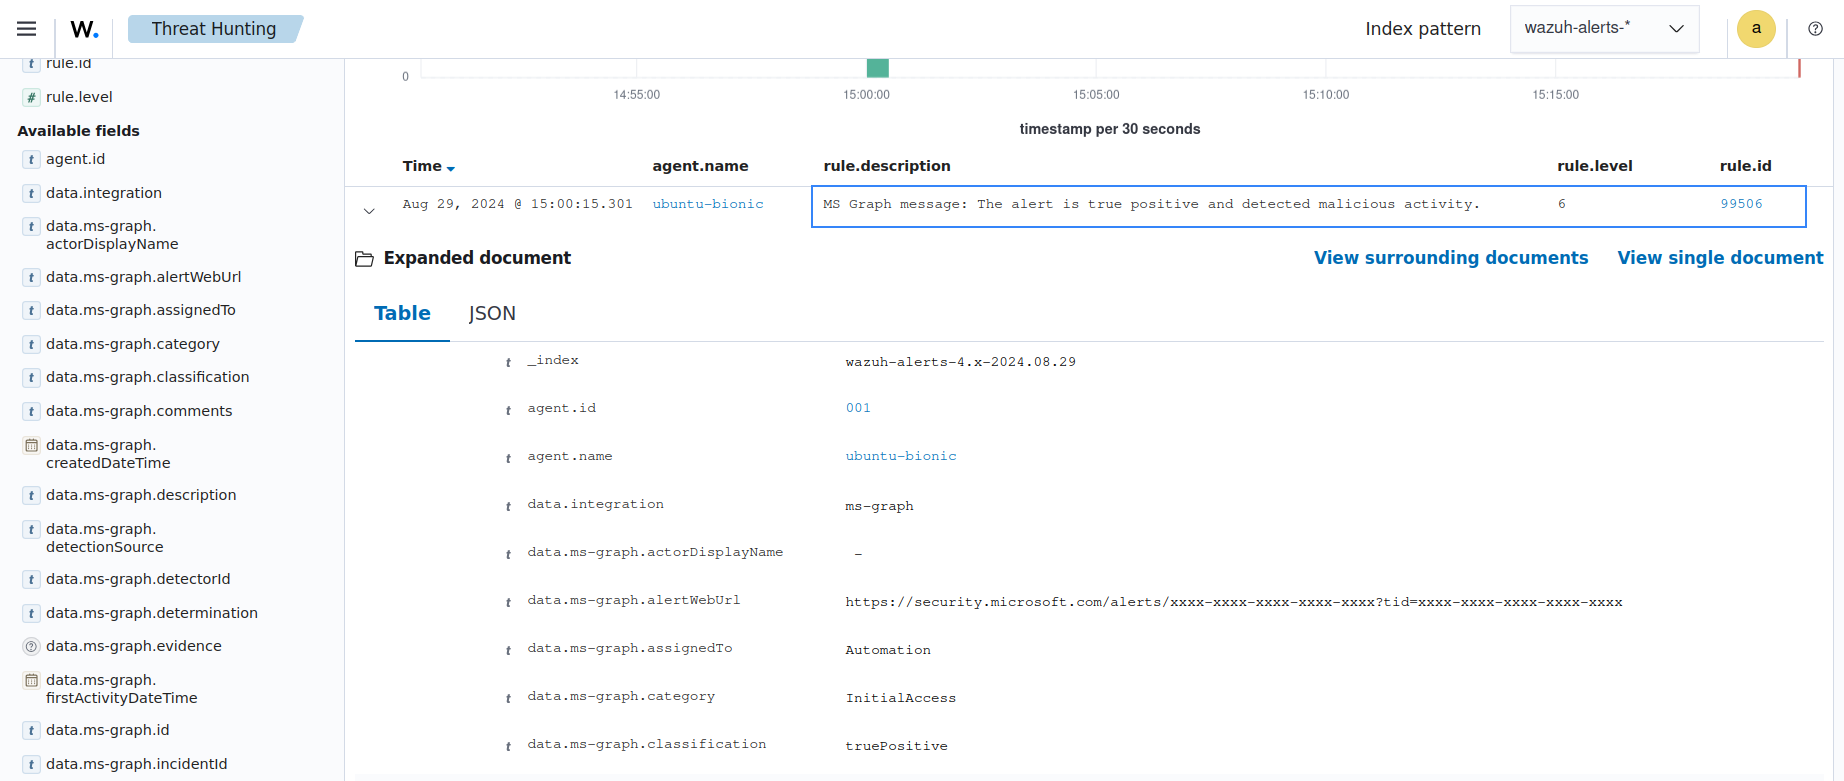 W.
Threat Hunting
Index pattern
wazuh-alerts-*
a
t rule.id
# rule.level
Available fields
t agent.id
t data.integration
t data.ms-graph.
actorDisplayName
t data.ms-graph.alertWebUrl
t data.ms-graph.assignedTo
t data.ms-graph.category
t data.ms-graph.classification
t data.ms-graph.comments
data.ms-graph.
createdDateTime
t data.ms-graph.description
t data.ms-graph.
detectionSource
t data.ms-graph.detectorId
t data.ms-graph.determination
data.ms-graph.evidence
data.ms-graph.
firstActivityDateTime
t data.ms-graph.id
t data.ms-graph.incidentId
0
14:55:00 15:00:00 15:05:00 15:10:00 15:15:00
timestamp per 30 seconds
Time agent.name rule.description rule.level rule.id
Aug 29, 2024 @ 15:00:15.301 ubuntu-bionic MS Graph message: The alert is true positive and detected malicious activity. 6 99506
Expanded document View surrounding documents View single document
Table JSON
t _index wazuh-alerts-4.x-2024.08.29
t agent.id 001
t agent.name ubuntu-bionic
t data.integration ms-graph
t data.ms-graph.actorDisplayName -
t data.ms-graph.alertWebUrl https://security.microsoft.com/alerts/xxxx-xxxx-xxxx-xxxx-xxxx?tid=xxxx-xxxx-xxxx-xxxx-xxxx
t data.ms-graph.assignedTo Automation
t data.ms-graph.category InitialAccess
t data.ms-graph.classification truePositive